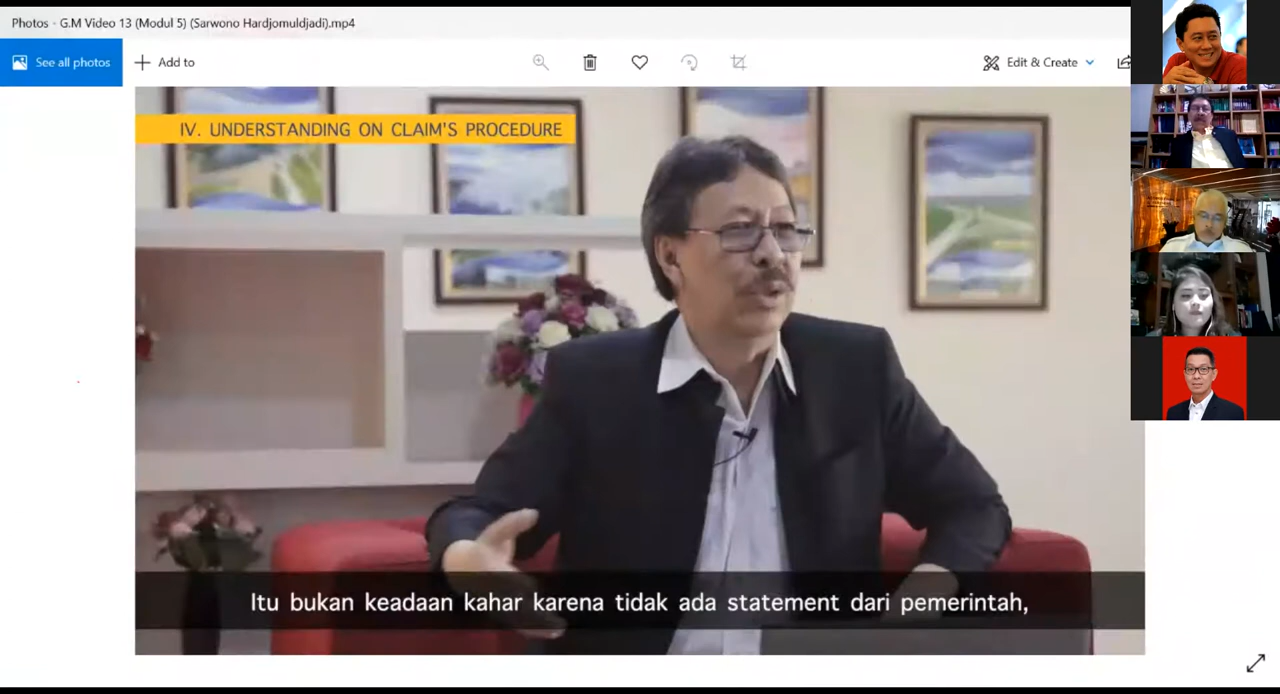 Photos - G.M Video 13 (Modul 5) (Sarwono Hardjomuldjadi).mp4
See all photos
Add to
Edit & Create
IV. UNDERSTANDING ON CLAIM'S PROCEDURE
Itu bukan keadaan kahar karena tidak ada statement dari pemerintah,